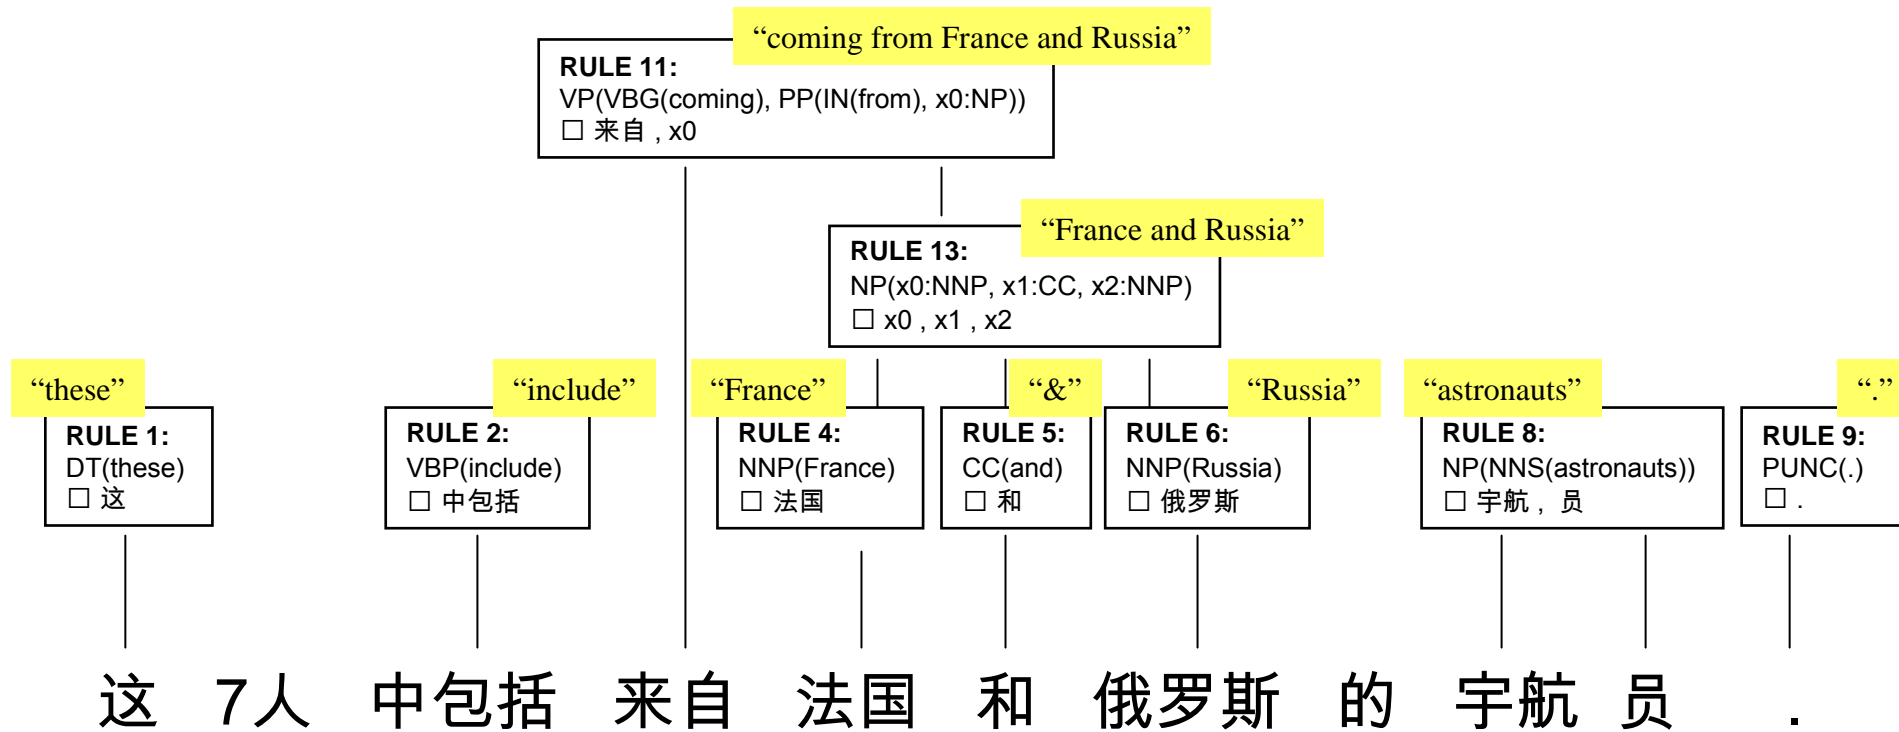 “coming from France and Russia”
RULE 11:
VP(VBG(coming), PP(IN(from), x0:NP))
□ 来自 , x0
“France and Russia”
RULE 13:
NP(x0:NNP, x1:CC, x2:NNP)
□ x0 , x1 , x2
“these”
RULE 1:
DT(these)
□ 这
“include”
RULE 2:
VBP(include)
□ 中包括
“France”
RULE 4:
NNP(France)
□ 法国
“&”
RULE 5:
CC(and)
□ 和
“Russia”
RULE 6:
NNP(Russia)
□ 俄罗斯
“astronauts”
RULE 8:
NP(NNS(astronauts))
□ 宇航 , 员
“.”
RULE 9:
PUNC(.)
□ .
这 7人 中包括 来自 法国 和 俄罗斯 的 宇航 员 .